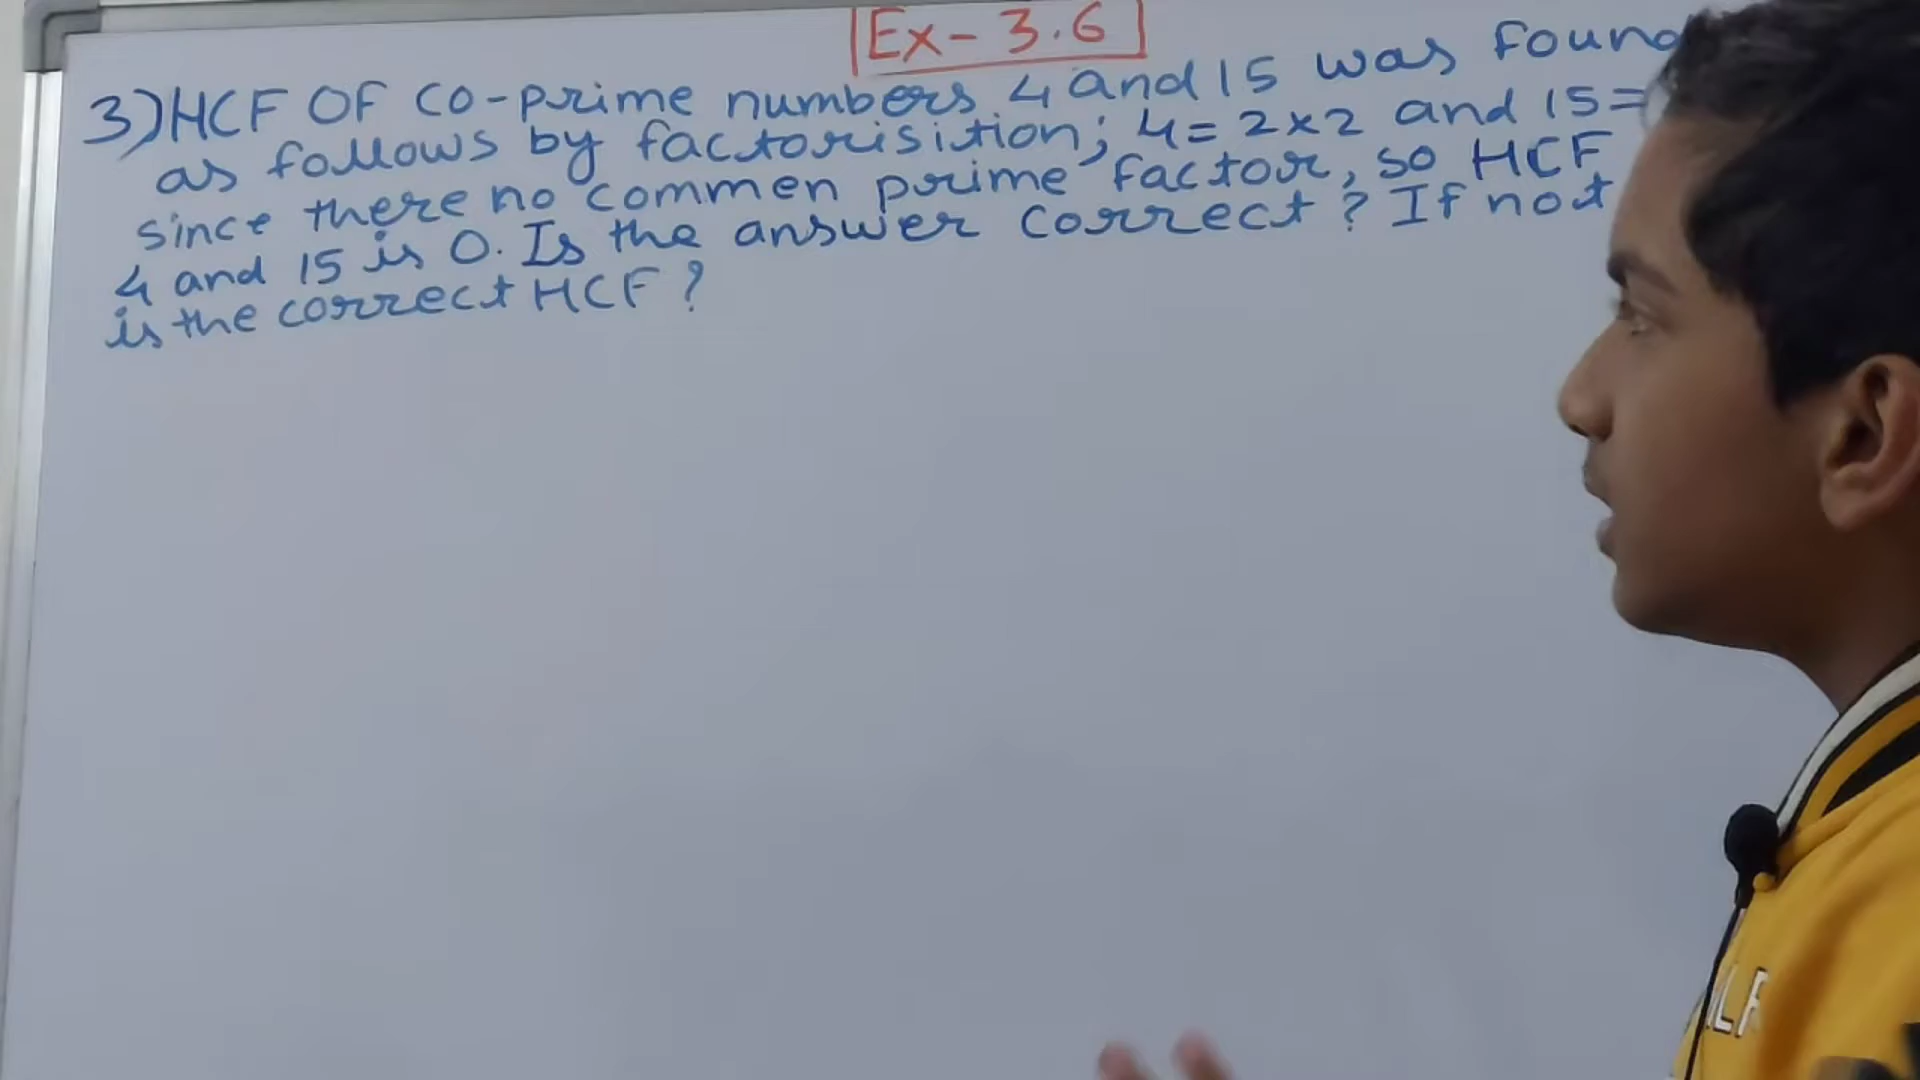 Ex- 3.6
3) HCF OF co-prime numbers 4 and 15 was found
as follows by factorisition; 4 = 2×2 and 15=
since there no commen prime factor, so HCF
4 and 15 is 0. Is the answer correct? If not
is the correct HCF?